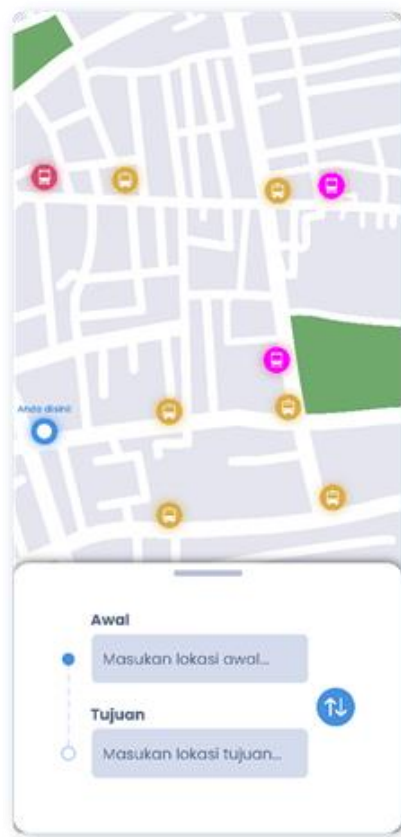 Anda disini
Awal
Masukan lokasi awal...
Tujuan
Masukan lokasi tujuan...